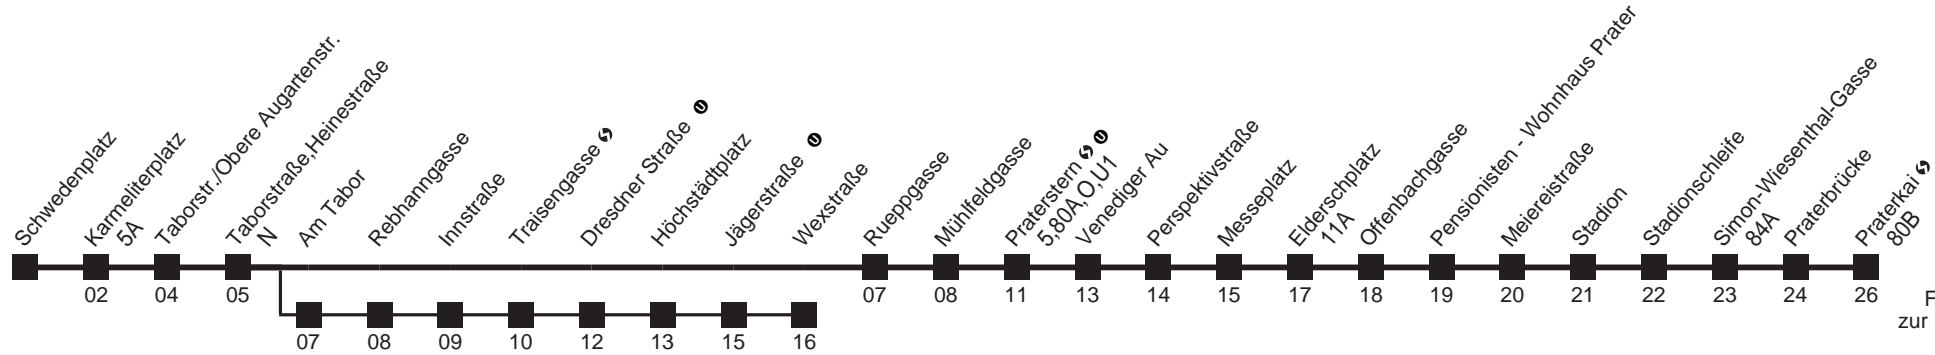 Schwedenplatz
Karmeliterplatz
5A
Taborstr./Obere Augartenstr.
Taborstraße,Heinestraße
N
Am Tabor
Rebhanngasse
Innstraße
Traisengasse
Dresdner Straße U
Höchstädtplatz
Jägerstraße U
Wexstraße
Rueppgasse
Mühlfeldgasse
Praterstern U
5,80A,O,U1
Venediger Au
Perspektivstraße
Messeplatz
Elderschplatz
11A
Offenbachgasse
Pensionisten - Wohnhaus Prater
Meiereistraße
Stadion
Stadionschleife
Simon-Wiesenthal-Gasse
84A
Praterbrücke
Praterkai
80B
02 04 05 07 08 11 13 14 15 17 18 19 20 21 22 23 24 26
F
zur
07 08 09 10 12 13 15 16